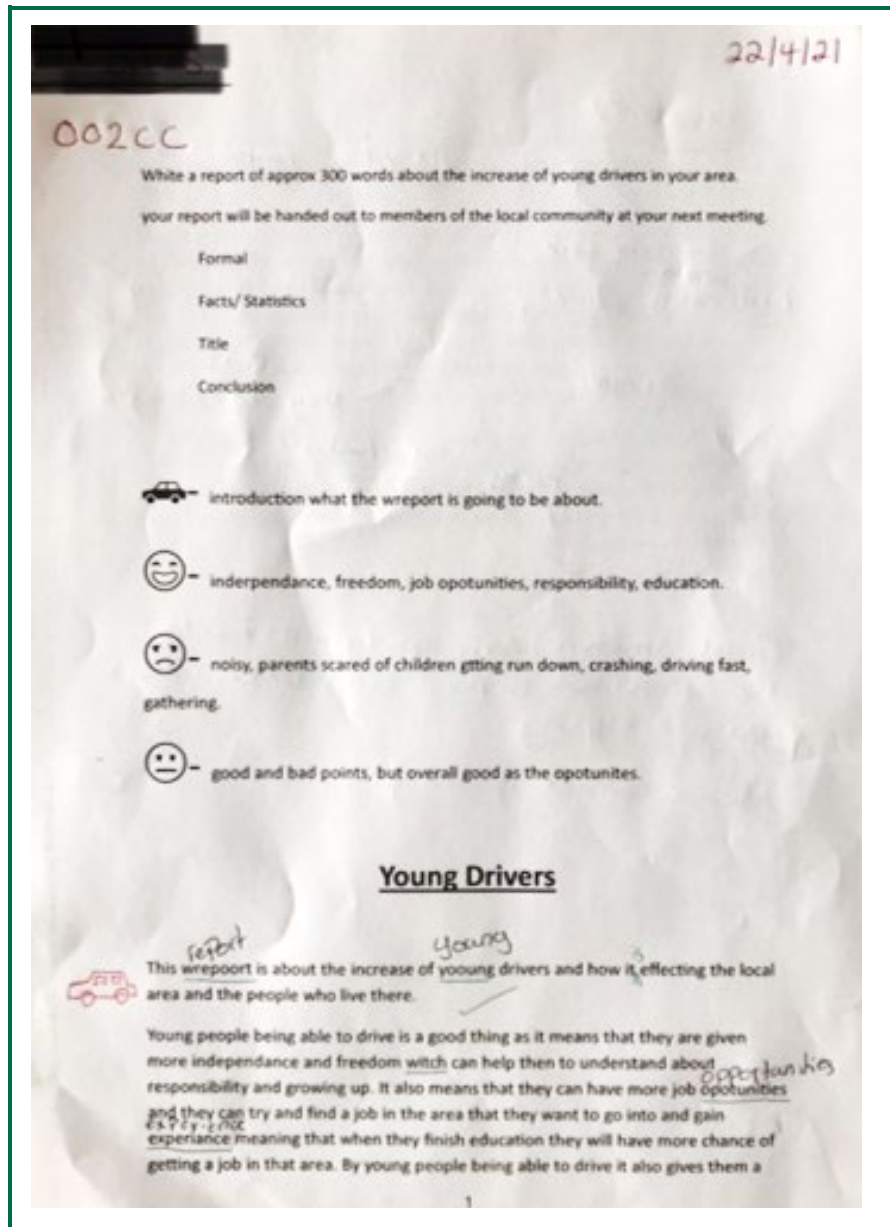 22/4/21
002CC
White a report of approx 300 words about the increase of young drivers in your area.
your report will be handed out to members of the local community at your next meeting.
Formal
Facts/ Statistics
Title
Conclusion
- introduction what the wreport is going to be about.
- inderpendance, freedom, job opotunities, responsibility, education.
- noisy, parents scared of children gtting run down, crashing, driving fast,
gathering.
- good and bad points, but overall good as the opotunites.
Young Drivers
report young
This wrepoort is about the increase of yooung drivers and how it effecting the local
area and the people who live there.
Young people being able to drive is a good thing as it means that they are given
more independance and freedom witch can help then to understand about
opportunities
responsibility and growing up. It also means that they can have more job opotunities
and they can try and find a job in the area that they want to go into and gain
experiance meaning that when they finish education they will have more chance of
getting a job in that area. By young people being able to drive it also gives them a
1